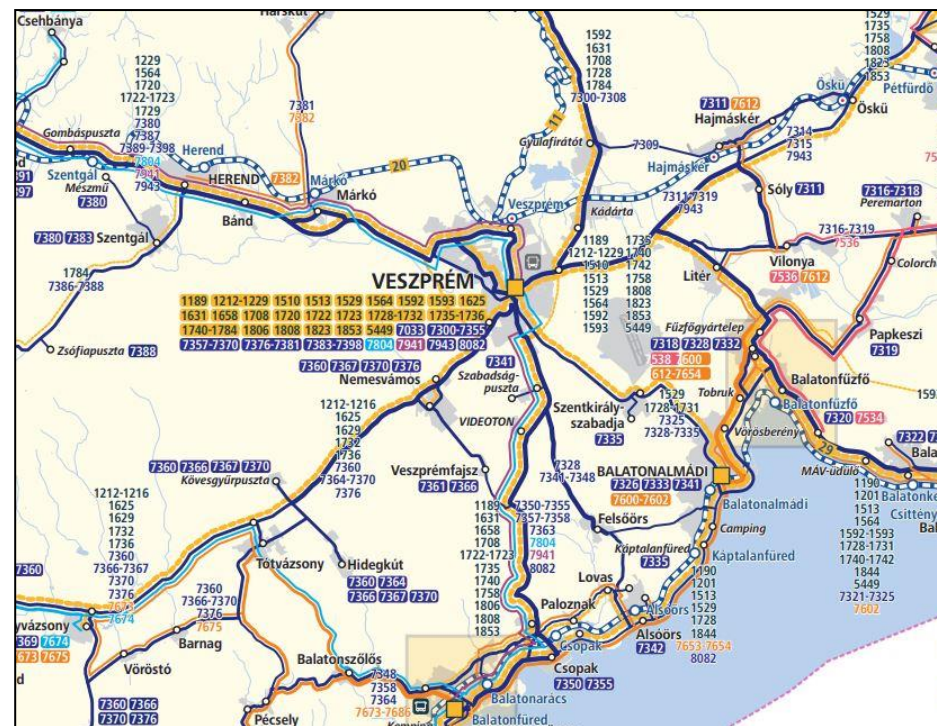 Csehbánya
Hárskút
1229
1564
1720
1722-1723
1729
7380
7387
7389-7398
7804
7941
7943
7381
7382
1592
1631
1708
1728
1784
7300-7308
1529
1735
1758
1808
1823
1853
Öskü
Pétfürdő
Öskü
7311 7612
Hajmáskér
7314
7315
7943
Gombáspuszta
Herend
Szentgál
Mészmű
7380
HEREND
7382
Márkó
Márkó
20
11
Gyulafirátót
7309
Hajmáskér
Bánd
Veszprém
Kádárta
7311-7319
7943
Sóly 7311
7316-7318
Peremarton
7316-7319
7536
7380 7383 Szentgál
1784
7386-7388
Zsófiapuszta 7388
VESZPRÉM
1189 1212-1229 1510 1513 1529 1564 1592 1593 1625
1631 1658 1708 1720 1722 1723 1728-1732 1735-1736
1740-1784 1806 1808 1823 1853 5449 7033 7300-7355
7357-7370 7376-7381 7383-7398 7804 7941 7943 8082
1189
1212-1229
1510
1513
1529
1564
1592
1593
1735
1740
1742
1758
1808
1823
1853
5449
Litér
Vilonya
7536 7612
Papkeszi
7319
Fűzfőgyártelep
7318 7328 7332
7538 7600
7612-7654
7360 7367 7370 7376
Nemesvámos
7341
Szabadság-
puszta
VIDEOTON
Szentkirály-
szabadja
7335
1529
1728-1731
7325
7328-7335
Tobruk
Vörösberény
Balatonfűzfő
Balatonfűzfő
7320 7534
29
MÁV-üdülő
7322
1212-1216
1625
1629
1732
1736
7360
7364-7370
7376
7360 7366 7367 7370
Kövesgyűrpuszta
Veszprémfajsz
7361 7366
7328
7341-7348
BALATONALMÁDI
7326 7333 7341
7600-7602
Balatonalmádi
Camping
Felsőörs
Káptalanfüred
7335
Káptalanfüred
1190
1201
1513
1564
1592-1593
1728-1731
1740-1742
1844
5449
7321-7325
7602
1212-1216
1625
1629
1732
1736
7360
7366-7367
7370
7376
7673
7674
1189
1631
1658
1708
1722-1723
1735
1740
1758
1806
1808
1853
7350-7355
7357-7358
7363
7804
7941
8082
7360
Tótvázsony
Hidegkút
7360 7364
7366 7367 7370
7360
7366-7370
7376
7675
7674
7673 7675
Barnag
Vöröstó
7360 7366
7370 7376
Balatonszőlős
Pécsely
7348
7358
7364
7673-7686
Lovas
Paloznak
Alsóörs
Alsóörs
7342
1190
1201
1513
1529
1728
1844
7653-7654
8082
Csopak
Csopak
7350 7355
Balatonarács
Balatonfüred